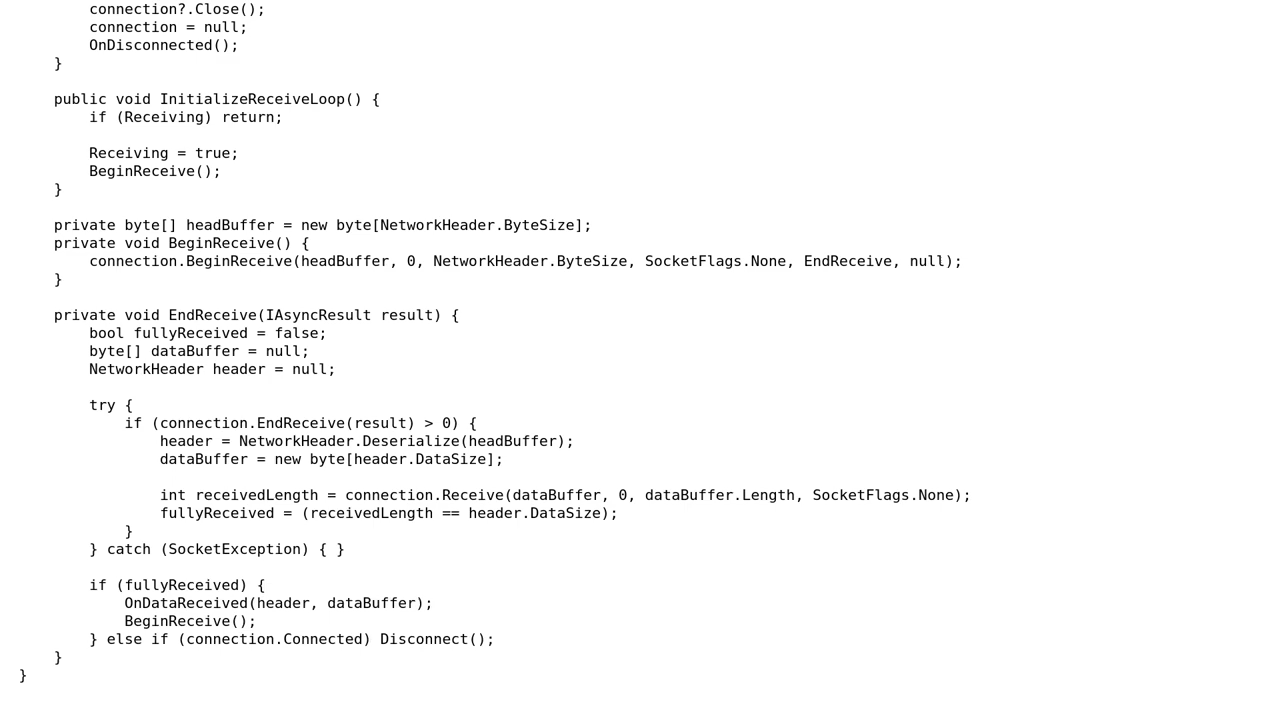 connection?.Close();
connection = null;
OnDisconnected();
}
public void InitializeReceiveLoop() {
if (Receiving) return;
Receiving = true;
BeginReceive();
}
private byte[] headBuffer = new byte[NetworkHeader.ByteSize];
private void BeginReceive() {
connection.BeginReceive(headBuffer, 0, NetworkHeader.ByteSize, SocketFlags.None, EndReceive, null);
}
private void EndReceive(IAsyncResult result) {
bool fullyReceived = false;
byte[] dataBuffer = null;
NetworkHeader header = null;
try {
if (connection.EndReceive(result) > 0) {
header = NetworkHeader.Deserialize(headBuffer);
dataBuffer = new byte[header.DataSize];
int receivedLength = connection.Receive(dataBuffer, 0, dataBuffer.Length, SocketFlags.None);
fullyReceived = (receivedLength == header.DataSize);
}
} catch (SocketException) { }
if (fullyReceived) {
OnDataReceived(header, dataBuffer);
BeginReceive();
} else if (connection.Connected) Disconnect();
}
}